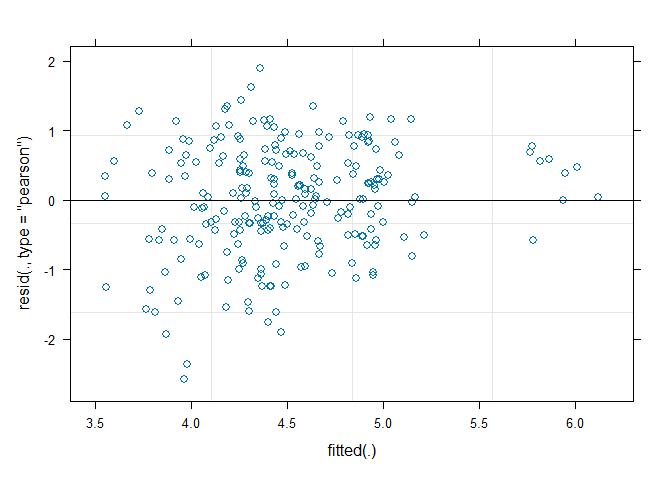 resid(., type = "pearson")
2
1
0
-1
-2
3.5 4.0 4.5 5.0 5.5 6.0
fitted(.)